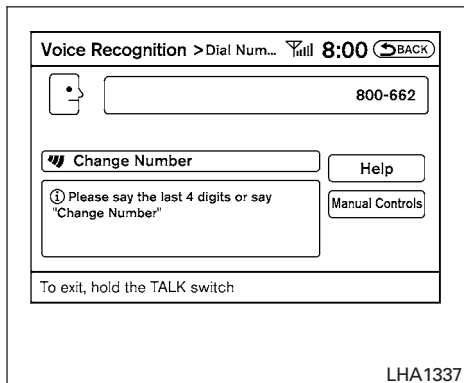 Voice Recognition > Dial Num... 8:00 BACK
800-662
Change Number
Help
i Please say the last 4 digits or say
"Change Number"
Manual Controls
To exit, hold the TALK switch
LHA1337